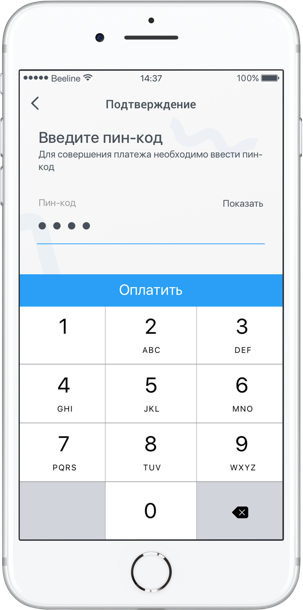 Beeline 14:37 100%
Подтверждение
Введите пин-код
Для совершения платежа необходимо ввести пин-
код
Пин-код Показать
Оплатить
1 2 3
ABC DEF
4 5 6
GHI JKL MNO
7 8 9
PQRS TUV WXYZ
0